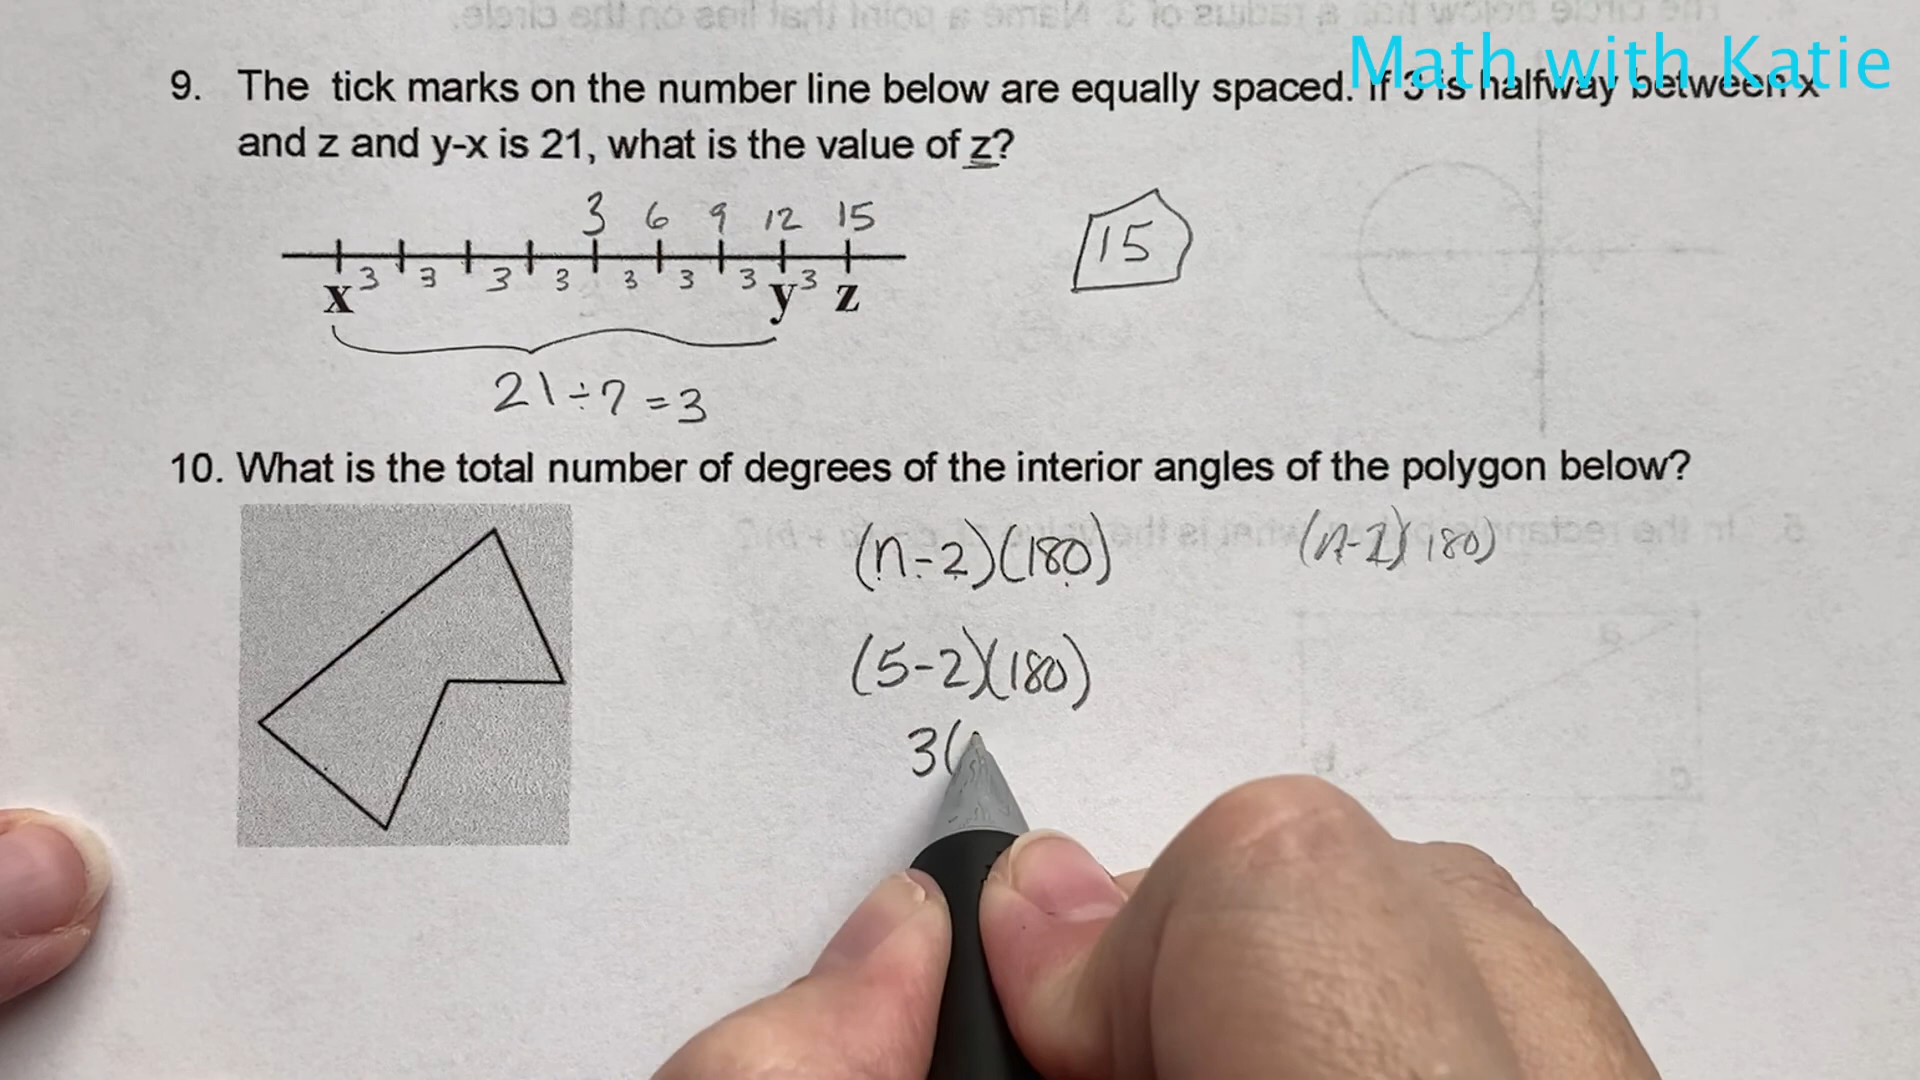 Math with Katie
9. The tick marks on the number line below are equally spaced. If 3 is halfway between x
and z and y-x is 21, what is the value of z?
3 6 9 12 15
3 3 3 3 3 3 3 3
x y z
15
21÷7=3
10. What is the total number of degrees of the interior angles of the polygon below?
(n-2)(180) (n-2)(180)
(5-2)(180)
3(